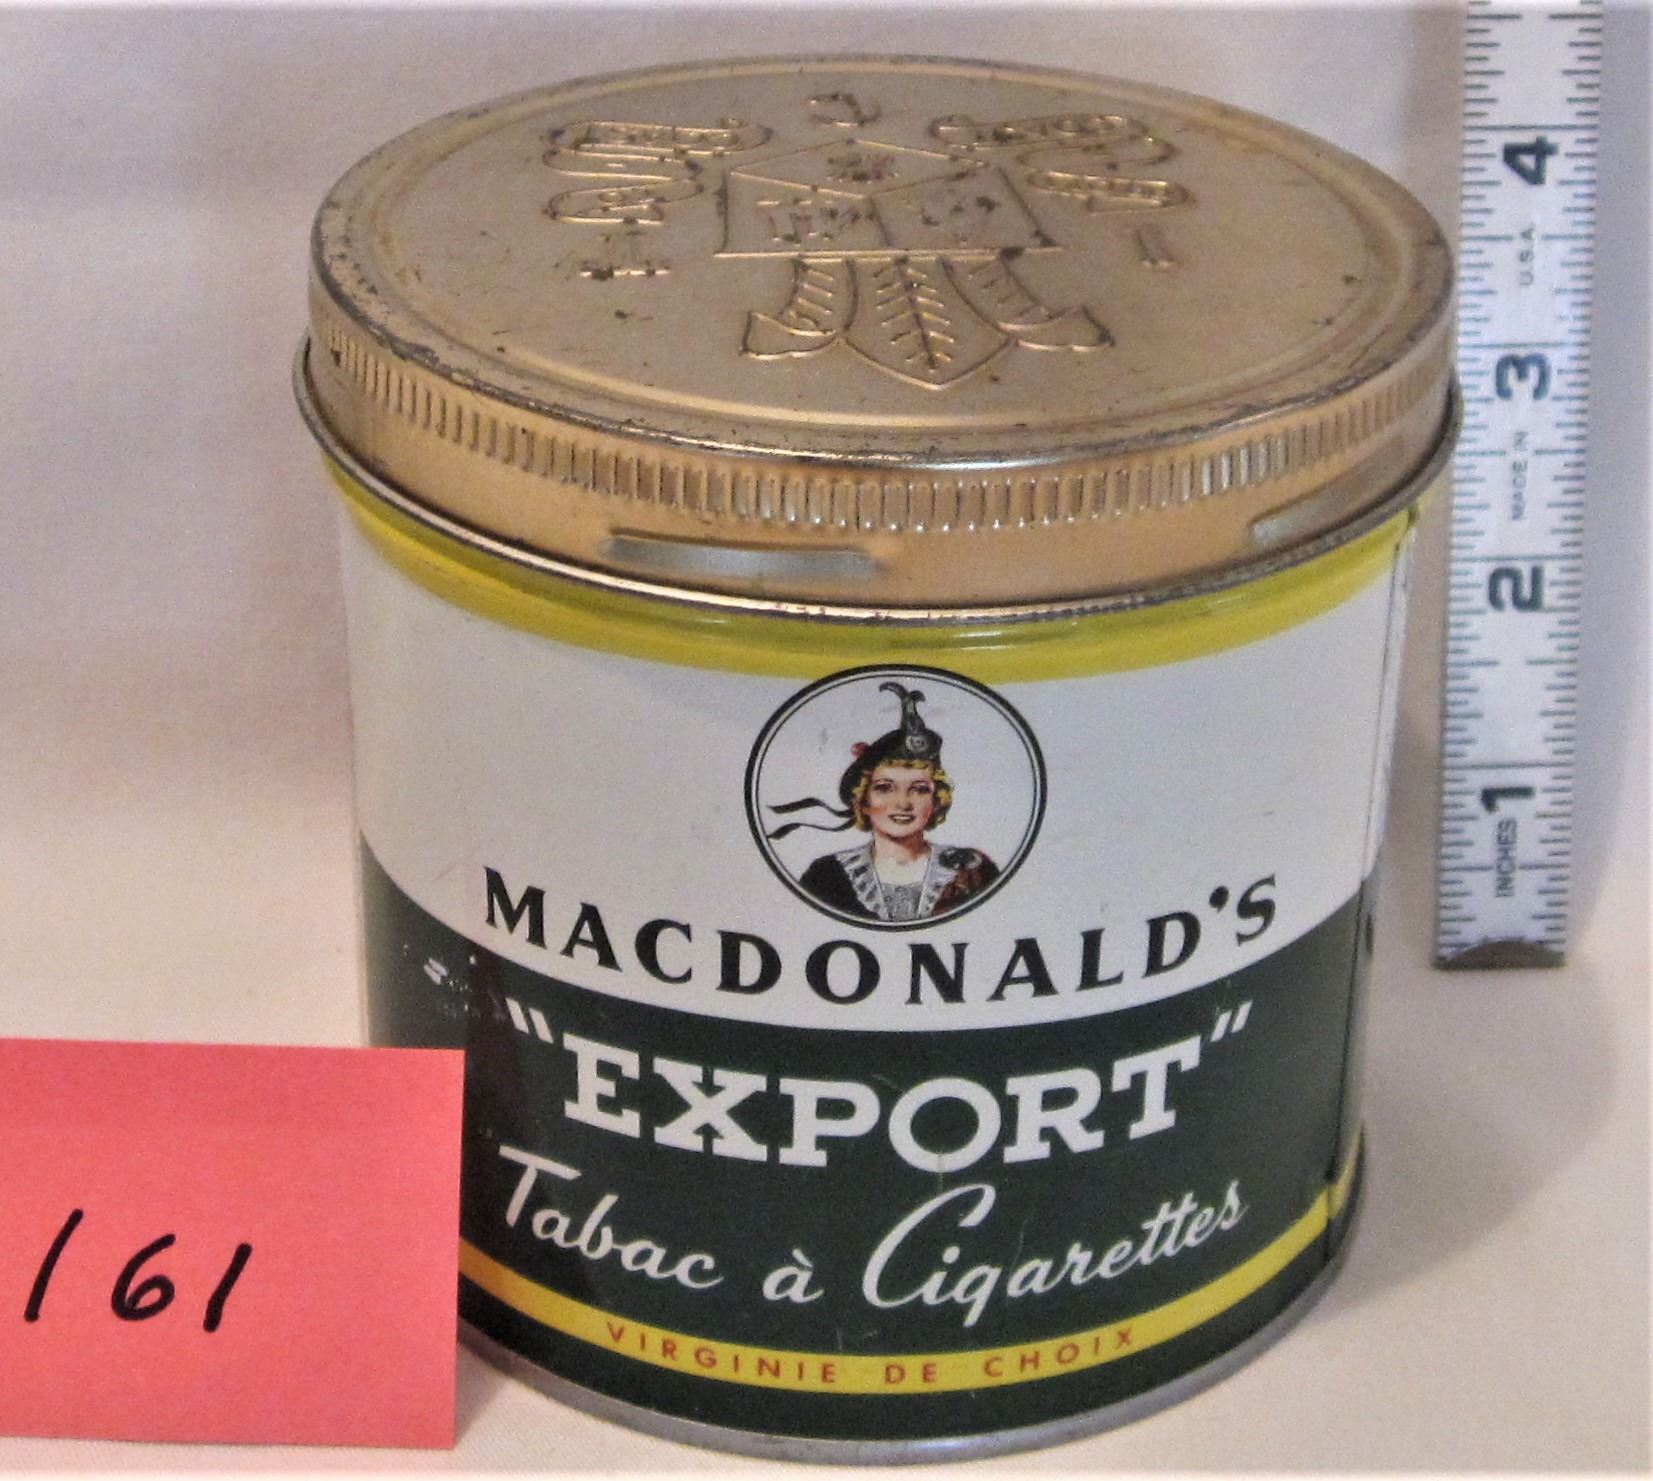 MACDONALD'S
"EXPORT"
Tabac à Cigarettes
VIRGINIE DE CHOIX
161
4
U.S.A.
3
MADE IN
2
1
INCHES